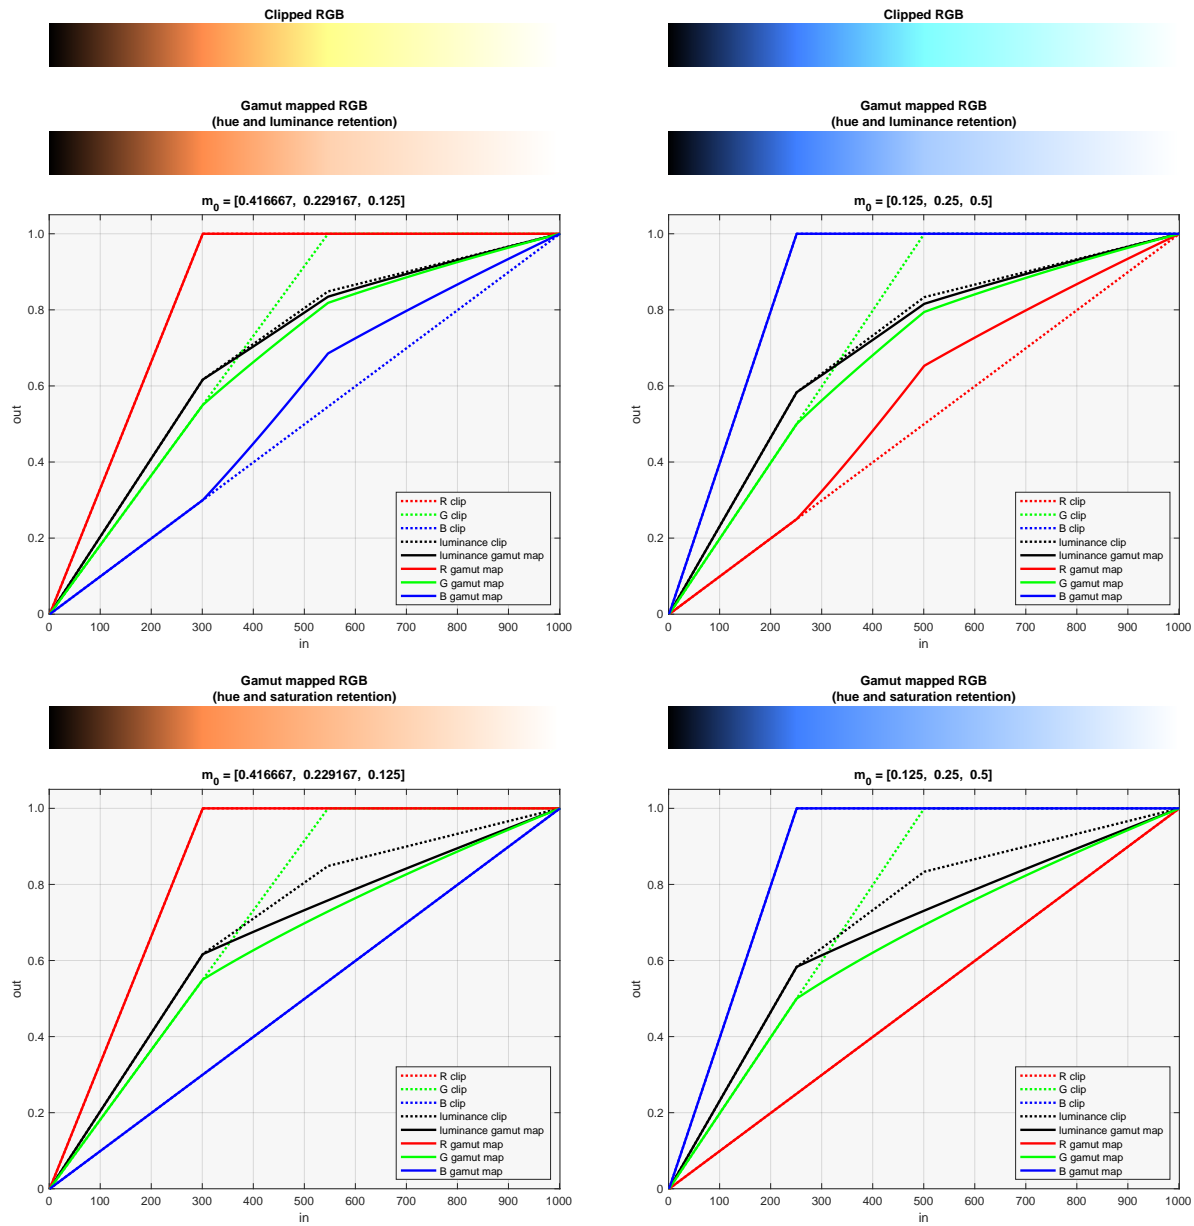 Clipped RGB
Gamut mapped RGB
(hue and luminance retention)
m0 = [0.416667, 0.229167, 0.125]
1.0
0.8
0.6
0.4
0.2
0
out
0 100 200 300 400 500 600 700 800 900 1000
in
R clip
G clip
B clip
luminance clip
luminance gamut map
R gamut map
G gamut map
B gamut map
Clipped RGB
Gamut mapped RGB
(hue and luminance retention)
m0 = [0.125, 0.25, 0.5]
1.0
0.8
0.6
0.4
0.2
0
out
0 100 200 300 400 500 600 700 800 900 1000
in
R clip
G clip
B clip
luminance clip
luminance gamut map
R gamut map
G gamut map
B gamut map
Gamut mapped RGB
(hue and saturation retention)
m0 = [0.416667, 0.229167, 0.125]
1.0
0.8
0.6
0.4
0.2
0
out
0 100 200 300 400 500 600 700 800 900 1000
in
R clip
G clip
B clip
luminance clip
luminance gamut map
R gamut map
G gamut map
B gamut map
Gamut mapped RGB
(hue and saturation retention)
m0 = [0.125, 0.25, 0.5]
1.0
0.8
0.6
0.4
0.2
0
out
0 100 200 300 400 500 600 700 800 900 1000
in
R clip
G clip
B clip
luminance clip
luminance gamut map
R gamut map
G gamut map
B gamut map